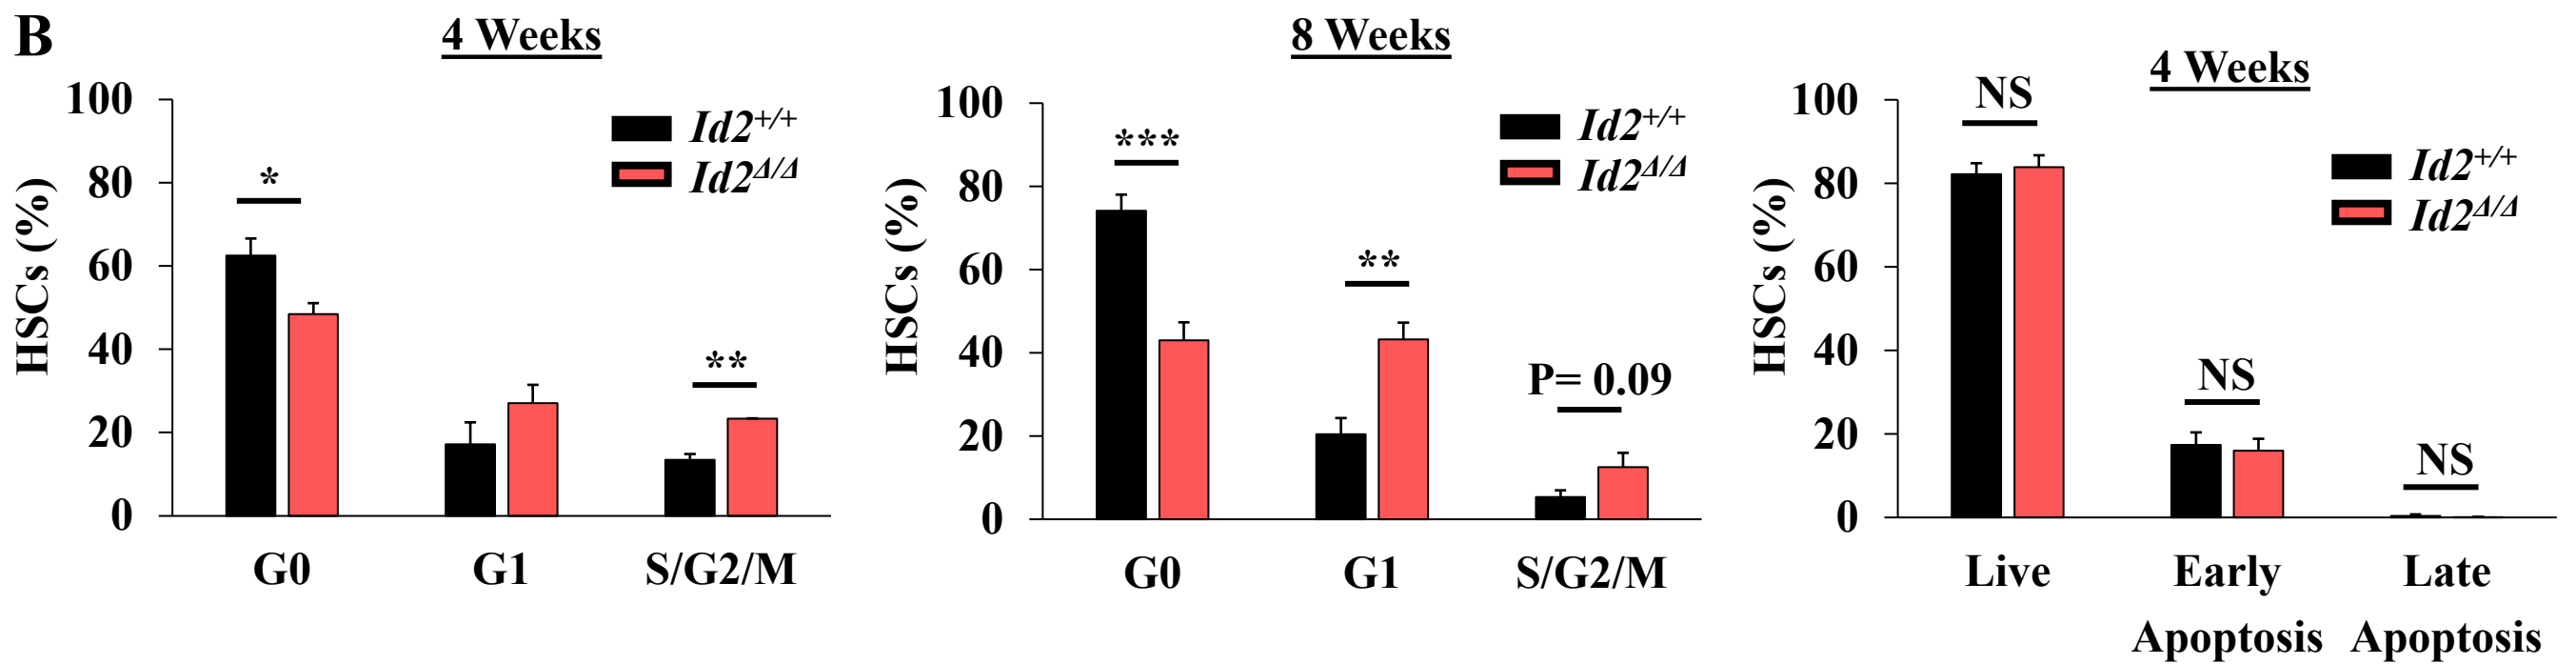 B
4 Weeks
HSCs (%)
100
80
60
40
20
0
Id2+/+
Id2Δ/Δ
*
**
G0 G1 S/G2/M
8 Weeks
HSCs (%)
100
80
60
40
20
0
Id2+/+
Id2Δ/Δ
***
**
P= 0.09
G0 G1 S/G2/M
4 Weeks
HSCs (%)
100
80
60
40
20
0
Id2+/+
Id2Δ/Δ
NS
NS
NS
Live Early Late
Apoptosis Apoptosis